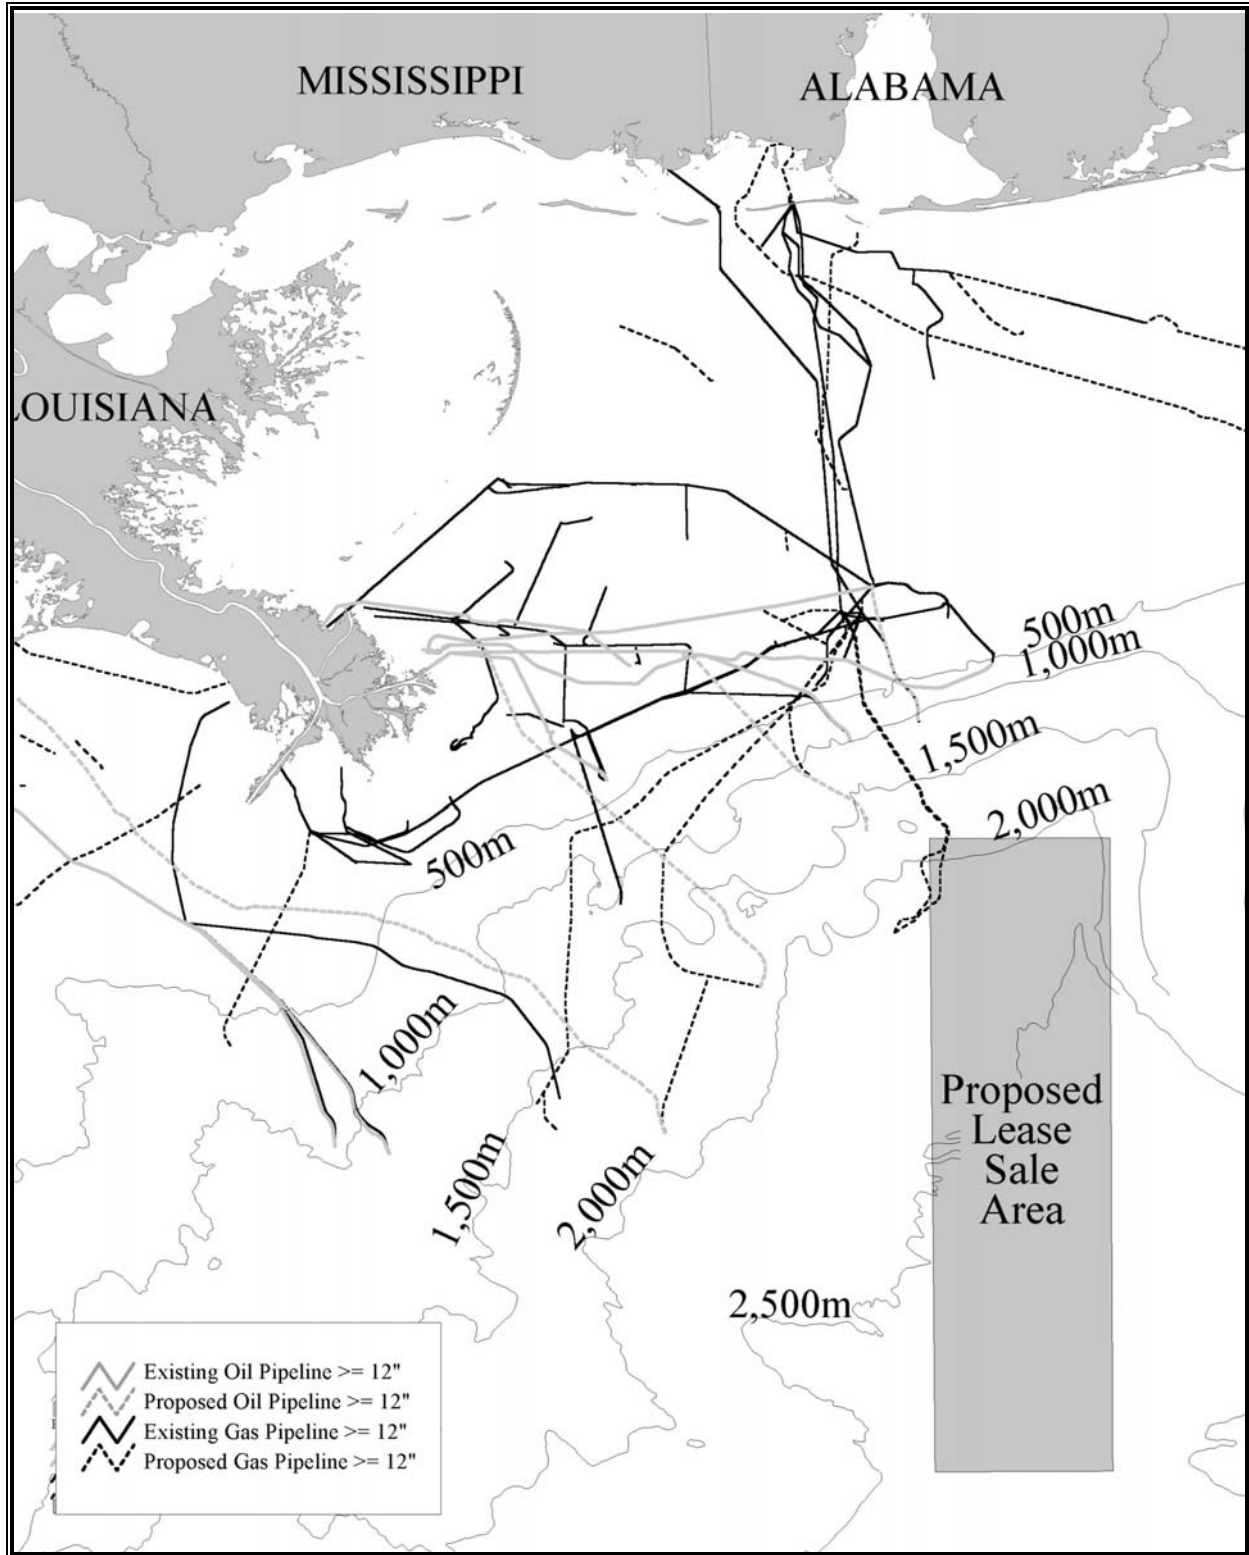 MISSISSIPPI
ALABAMA
LOUISIANA
500m
1,000m
1,500m
2,000m
500m
1,000m
1,500m
2,000m
2,500m
Proposed
Lease
Sale
Area
Existing Oil Pipeline >= 12"
Proposed Oil Pipeline >= 12"
Existing Gas Pipeline >= 12"
Proposed Gas Pipeline >= 12"